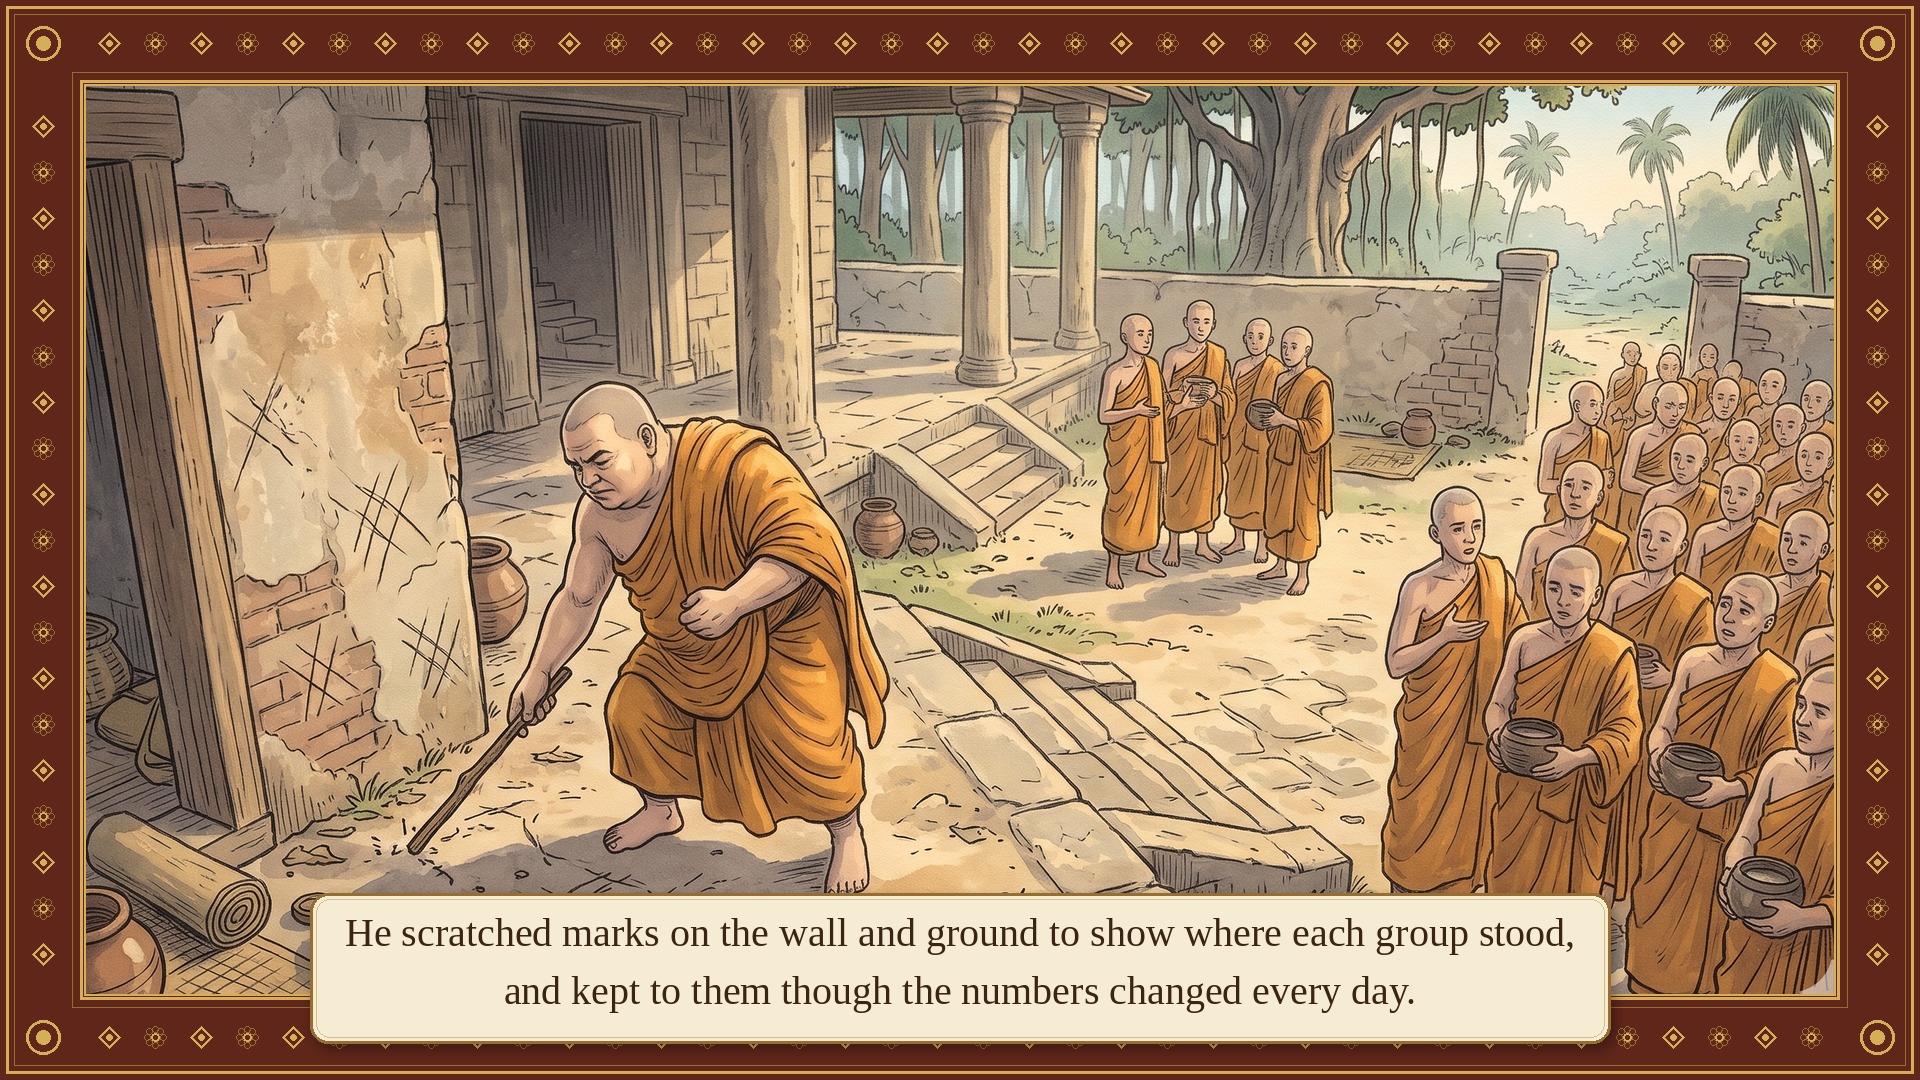 He scratched marks on the wall and ground to show where each group stood,
and kept to them though the numbers changed every day.